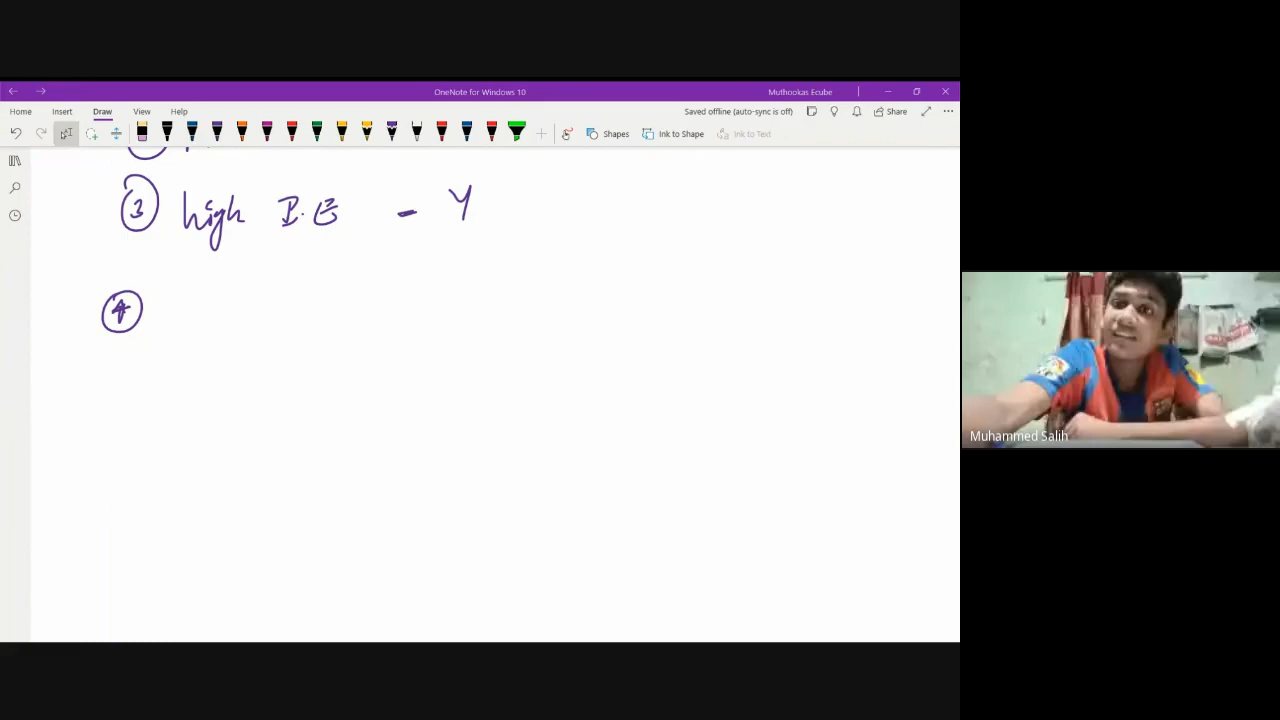 OneNote for Windows 10
Muthookas Ecube
Home Insert Draw View Help
Saved offline (auto-sync is off) Share
Shapes Ink to Shape Ink to Text
③ high I.E - Y
④
Muhammed Salih